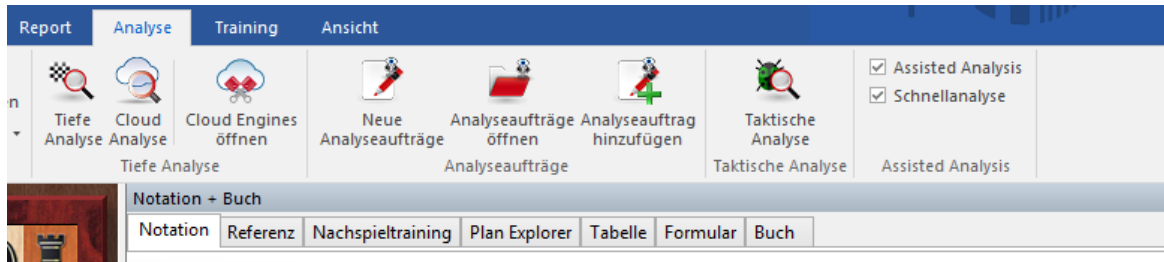 Report Analyse Training Ansicht
Tiefe Analyse
Cloud Analyse
Cloud Engines öffnen
Neue Analyseaufträge
Analyseaufträge öffnen
Analyseauftrag hinzufügen
Taktische Analyse
Assisted Analysis
Schnellanalyse
Tiefe Analyse Analyseaufträge Taktische Analyse Assisted Analysis
Notation + Buch
Notation Referenz Nachspieltraining Plan Explorer Tabelle Formular Buch